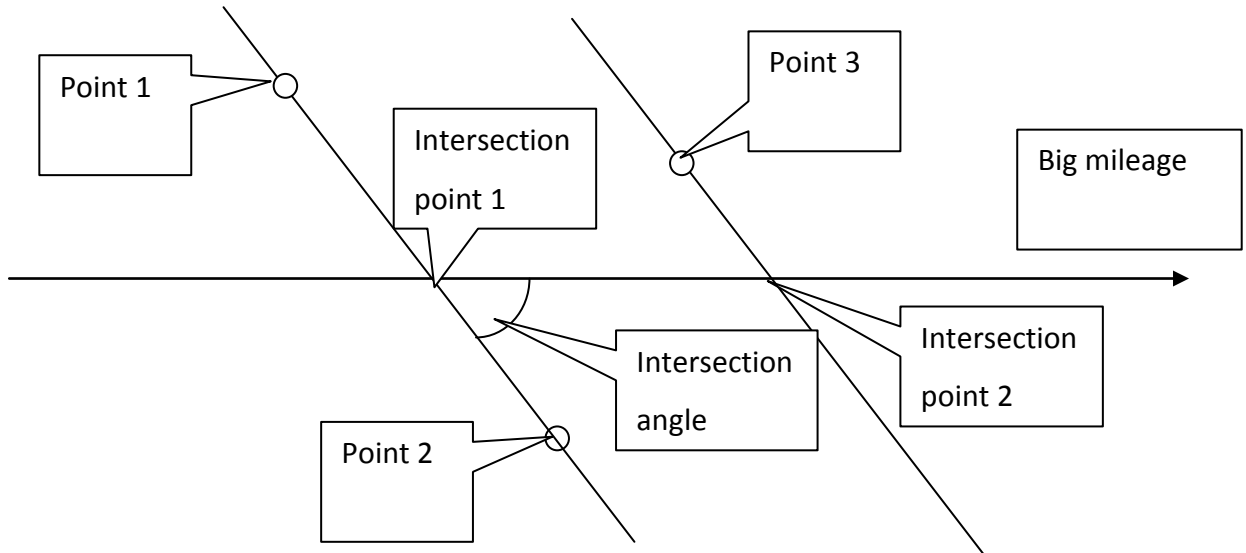 Point 1
Point 3
Intersection
point 1
Big mileage
Intersection
angle
Intersection
point 2
Point 2